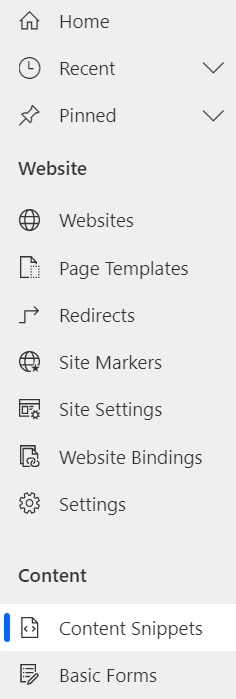 Home
Recent
Pinned
Website
Websites
Page Templates
Redirects
Site Markers
Site Settings
Website Bindings
Settings
Content
Content Snippets
Basic Forms